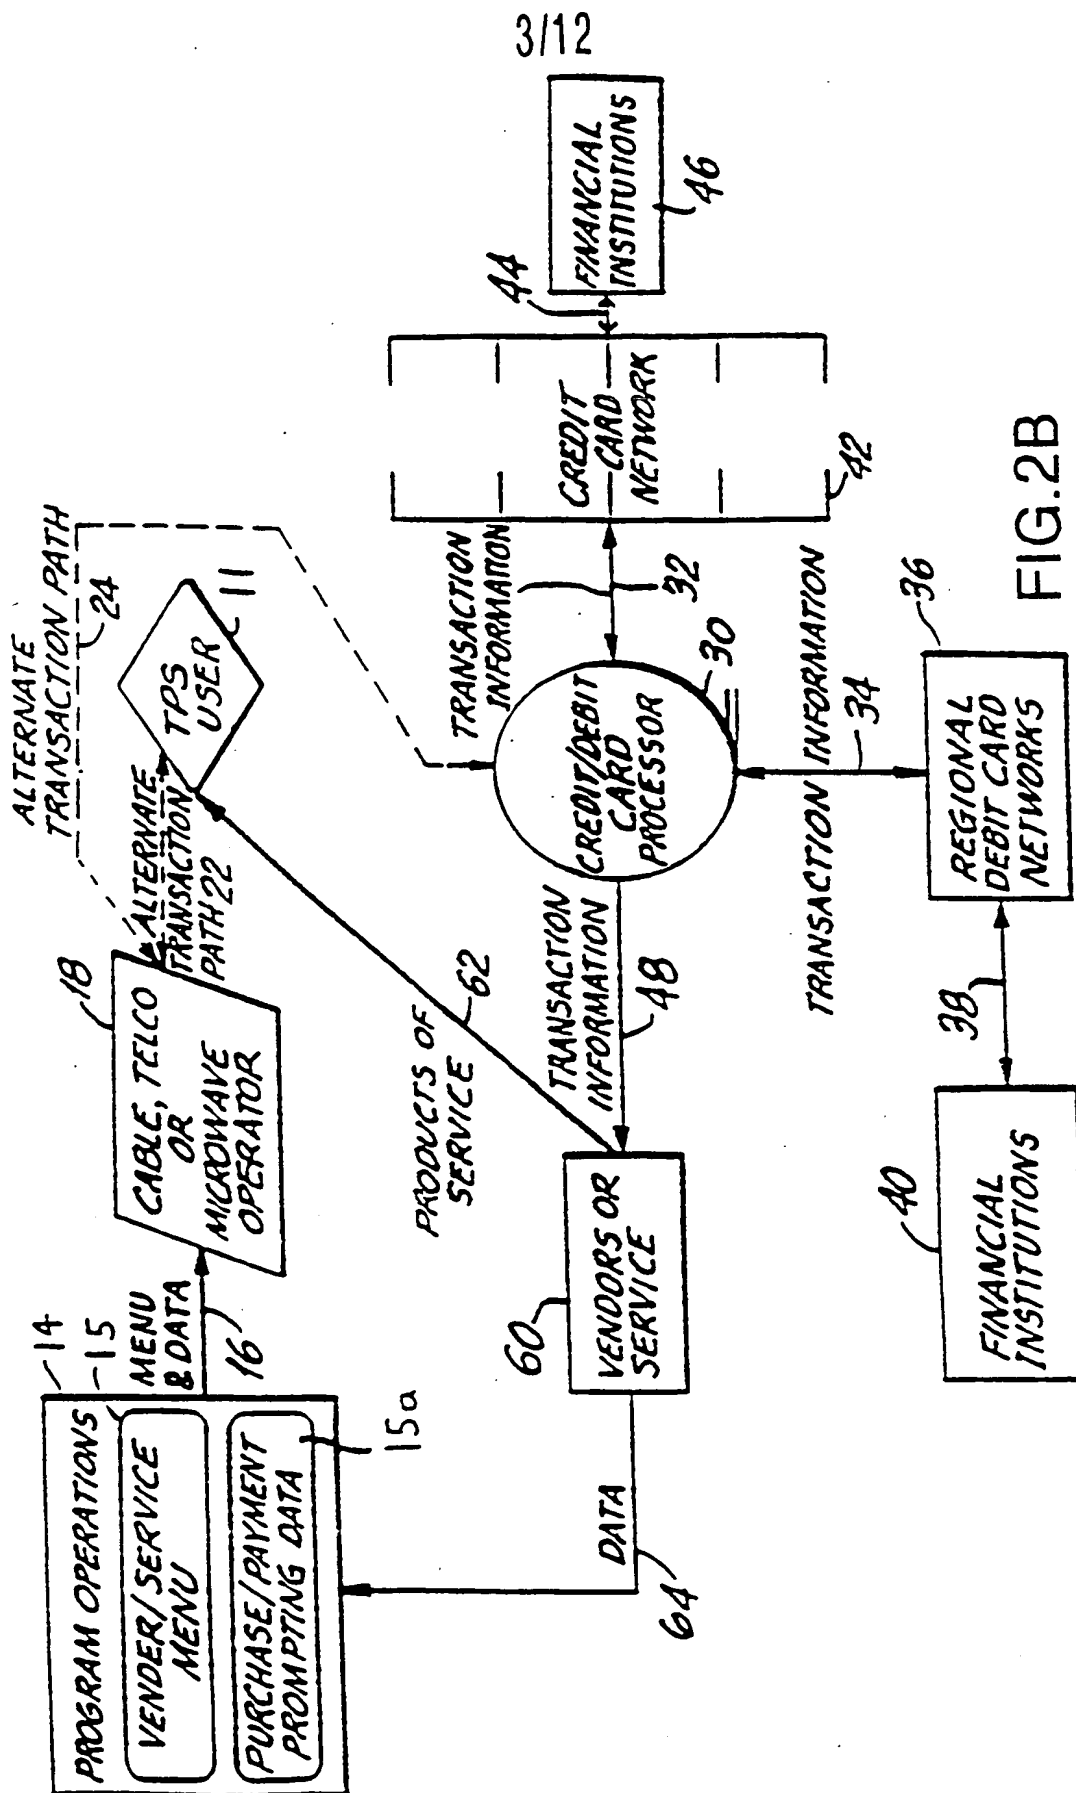 3/12
PROGRAM OPERATIONS
14
VENDER/SERVICE
MENU
15
PURCHASE/PAYMENT
PROMPTING DATA
15a
MENU
& DATA
16
CABLE, TELCO
OR
MICROWAVE
OPERATOR
18
ALTERNATE
TRANSACTION
PATH 22
ALTERNATE
TRANSACTION PATH
24
TPS
USER
11
PRODUCTS OF
SERVICE
62
DATA
64
VENDORS OR
SERVICE
60
TRANSACTION
INFORMATION
48
CREDIT/DEBIT
CARD
PROCESSOR
30
TRANSACTION
INFORMATION
32
CREDIT
CARD
NETWORK
42
44
FINANCIAL
INSTITUTIONS
46
TRANSACTION INFORMATION
34
REGIONAL
DEBIT CARD
NETWORKS
36
38
FINANCIAL
INSTITUTIONS
40
FIG.2B